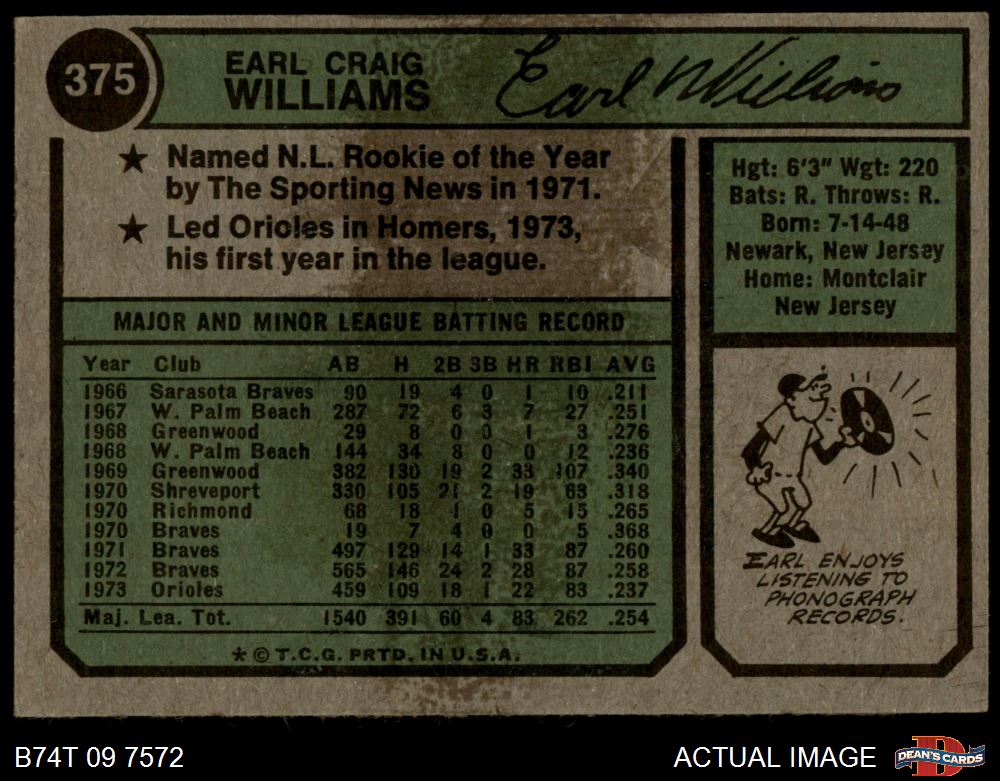 375
EARL CRAIG
WILLIAMS
Earl Williams
★ Named N.L. Rookie of the Year
by The Sporting News in 1971.
★ Led Orioles in Homers, 1973,
his first year in the league.
Hgt: 6'3" Wgt: 220
Bats: R. Throws: R.
Born: 7-14-48
Newark, New Jersey
Home: Montclair
New Jersey
MAJOR AND MINOR LEAGUE BATTING RECORD
Year Club AB H 2B 3B HR RBI AVG
1966 Sarasota Braves 90 19 4 0 1 10 .211
1967 W. Palm Beach 287 72 6 3 7 27 .251
1968 Greenwood 29 8 0 0 1 3 .276
1968 W. Palm Beach 144 34 8 0 0 12 .236
1969 Greenwood 382 130 19 2 33 107 .340
1970 Shreveport 330 105 21 2 19 63 .318
1970 Richmond 68 18 1 0 5 15 .265
1970 Braves 19 7 4 0 0 5 .368
1971 Braves 497 129 14 1 33 87 .260
1972 Braves 565 146 24 2 28 87 .258
1973 Orioles 459 109 18 1 22 83 .237
Maj. Lea. Tot. 1540 391 60 4 83 262 .254
* © T.C.G. PRTD. IN U.S.A.
EARL ENJOYS
LISTENING TO
PHONOGRAPH
RECORDS.
B74T 09 7572
ACTUAL IMAGE
D
DEAN'S CARDS